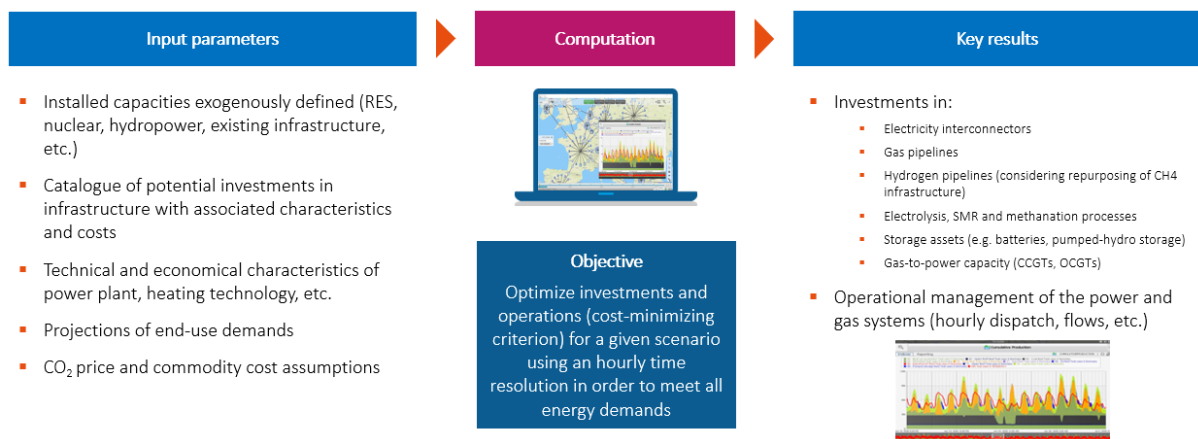 Input parameters
Computation
Key results
Installed capacities exogenously defined (RES,
nuclear, hydropower, existing infrastructure,
etc.)
Catalogue of potential investments in
infrastructure with associated characteristics
and costs
Technical and economical characteristics of
power plant, heating technology, etc.
Projections of end-use demands
CO₂ price and commodity cost assumptions
Objective
Optimize investments and
operations (cost-minimizing
criterion) for a given scenario
using an hourly time
resolution in order to meet all
energy demands
Investments in:
Electricity interconnectors
Gas pipelines
Hydrogen pipelines (considering repurposing of CH4
infrastructure)
Electrolysis, SMR and methanation processes
Storage assets (e.g. batteries, pumped-hydro storage)
Gas-to-power capacity (CCGTs, OCGTs)
Operational management of the power and
gas systems (hourly dispatch, flows, etc.)
Cumulative Production